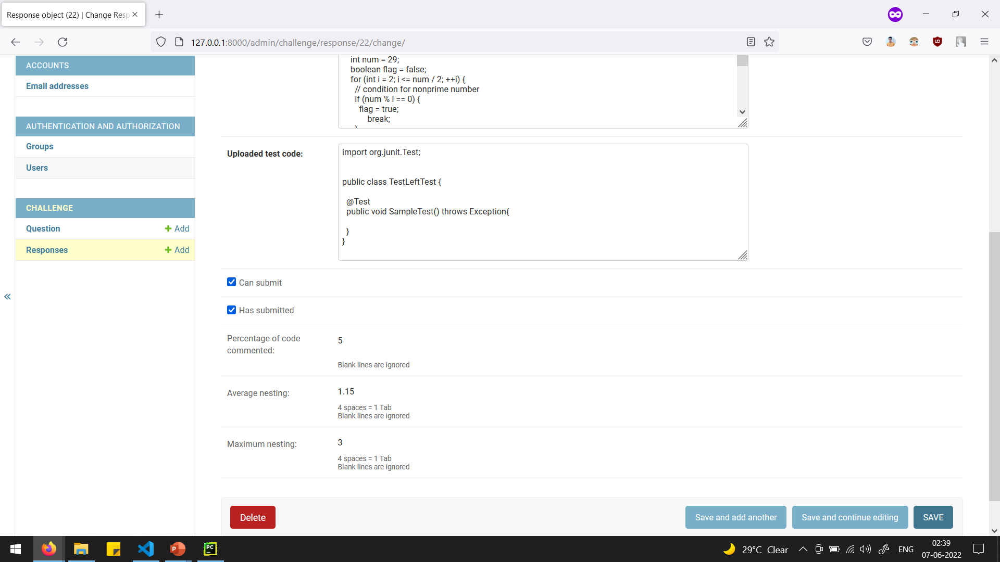 Response object (22) | Change Resp
127.0.0.1:8000/admin/challenge/response/22/change/
ACCOUNTS
Email addresses
AUTHENTICATION AND AUTHORIZATION
Groups
Users
CHALLENGE
Question
Add
Responses
Add
int num = 29;
boolean flag = false;
for (int i = 2; i <= num / 2; ++i) {
// condition for nonprime number
if (num % i == 0) {
flag = true;
break;
}
Uploaded test code:
import org.junit.Test;
public class TestLeftTest {
@Test
public void SampleTest() throws Exception{
}
}
Can submit
Has submitted
Percentage of code
commented:
5
Blank lines are ignored
Average nesting:
1.15
4 spaces = 1 Tab
Blank lines are ignored
Maximum nesting:
3
4 spaces = 1 Tab
Blank lines are ignored
Delete
Save and add another
Save and continue editing
SAVE
29°C Clear
ENG
02:39
07-06-2022